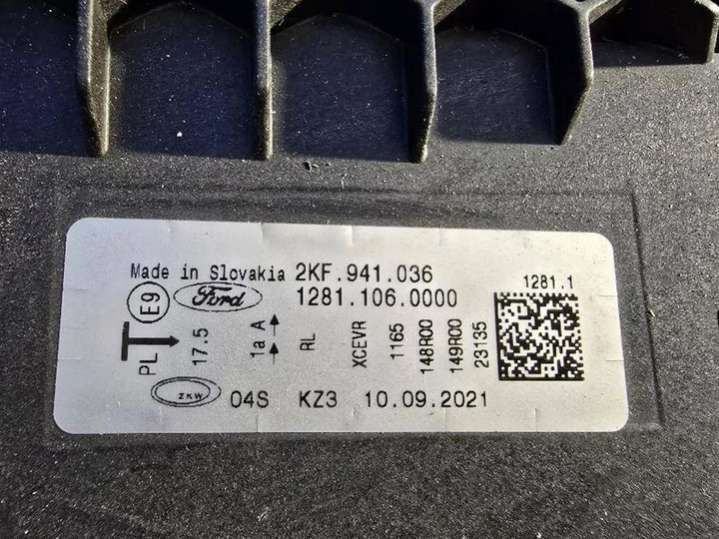 Made in Slovakia 2KF.941.036
Ford 1281.106.0000
1281.1
E9
PL T 17.5 1a A RL XCEVR 1165 148R00 149R00 23135
ZKW 04S KZ3 10.09.2021